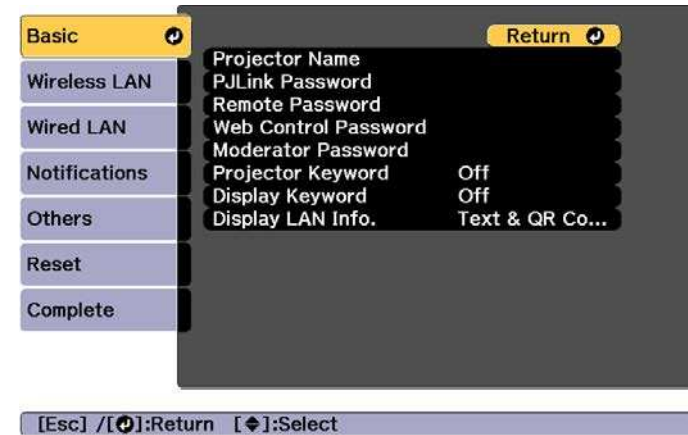 Basic
Wireless LAN
Wired LAN
Notifications
Others
Reset
Complete
Return
Projector Name
PJLink Password
Remote Password
Web Control Password
Moderator Password
Projector Keyword Off
Display Keyword Off
Display LAN Info. Text & QR Co...
[Esc] /[ ]:Return [ ]:Select